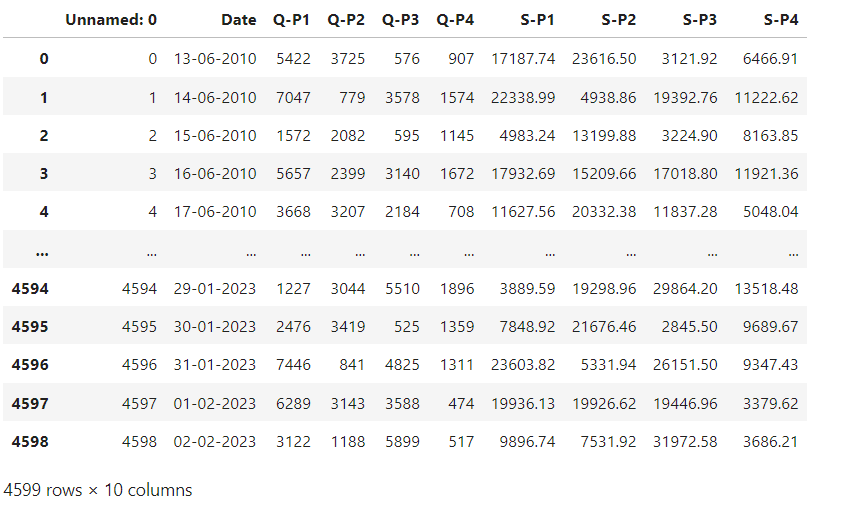 Unnamed: 0 Date Q-P1 Q-P2 Q-P3 Q-P4 S-P1 S-P2 S-P3 S-P4
0 0 13-06-2010 5422 3725 576 907 17187.74 23616.50 3121.92 6466.91
1 1 14-06-2010 7047 779 3578 1574 22338.99 4938.86 19392.76 11222.62
2 2 15-06-2010 1572 2082 595 1145 4983.24 13199.88 3224.90 8163.85
3 3 16-06-2010 5657 2399 3140 1672 17932.69 15209.66 17018.80 11921.36
4 4 17-06-2010 3668 3207 2184 708 11627.56 20332.38 11837.28 5048.04
... ... ... ... ... ... ... ... ... ... ...
4594 4594 29-01-2023 1227 3044 5510 1896 3889.59 19298.96 29864.20 13518.48
4595 4595 30-01-2023 2476 3419 525 1359 7848.92 21676.46 2845.50 9689.67
4596 4596 31-01-2023 7446 841 4825 1311 23603.82 5331.94 26151.50 9347.43
4597 4597 01-02-2023 6289 3143 3588 474 19936.13 19926.62 19446.96 3379.62
4598 4598 02-02-2023 3122 1188 5899 517 9896.74 7531.92 31972.58 3686.21
4599 rows × 10 columns